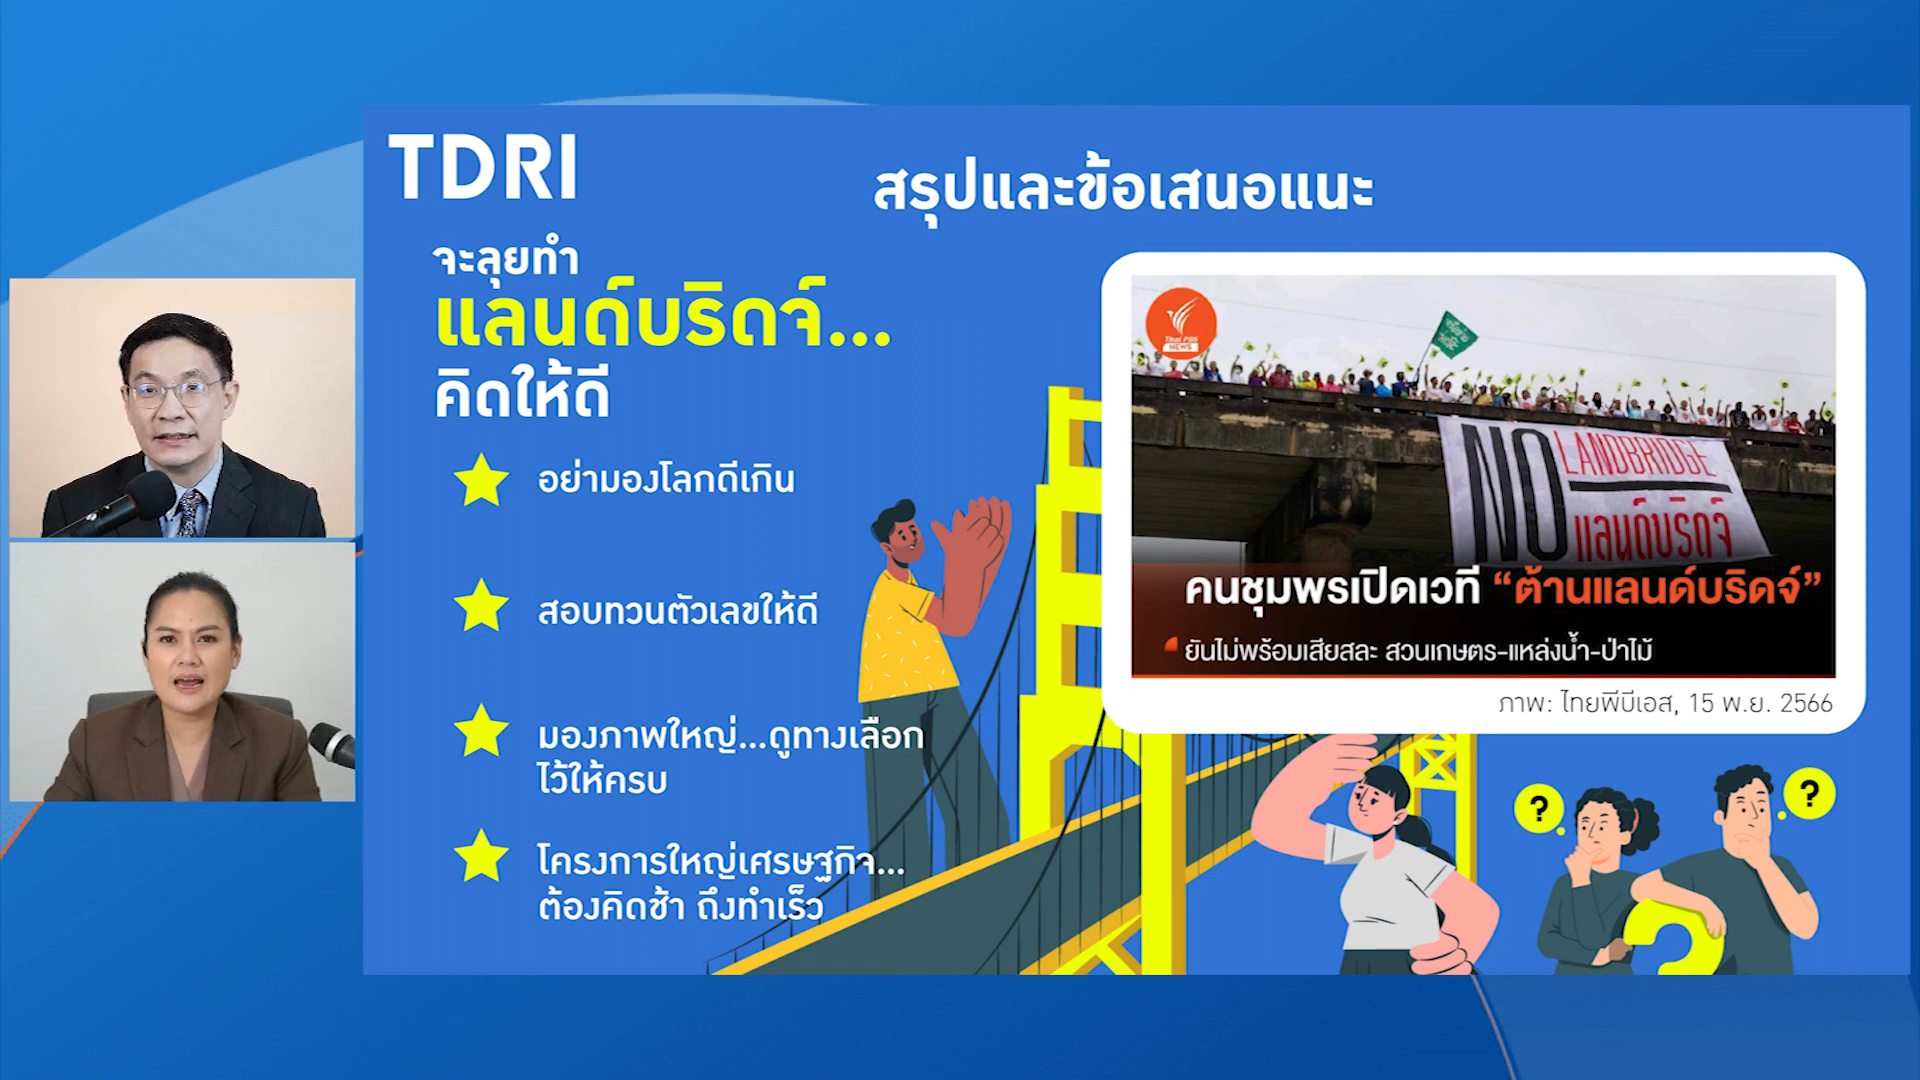 TDRI
สรุปและข้อเสนอแนะ
จะลุยทำ
แลนด์บริดจ์...
คิดให้ดี
อย่ามองโลกดีเกิน
สอบทวนตัวเลขให้ดี
มองภาพใหญ่...ดูทางเลือก
ไว้ให้ครบ
โครงการใหญ่เศรษฐกิจ...
ต้องคิดช้า ถึงทำเร็ว
Thai PBS
NEWS
NO
LANDBRIDGE
แลนด์บริดจ์
คนชุมพรเปิดเวที “ต้านแลนด์บริดจ์”
ยันไม่พร้อมเสียสละ สวนเกษตร-แหล่งน้ำ-ป่าไม้
ภาพ: ไทยพีบีเอส, 15 พ.ย. 2566
?
?